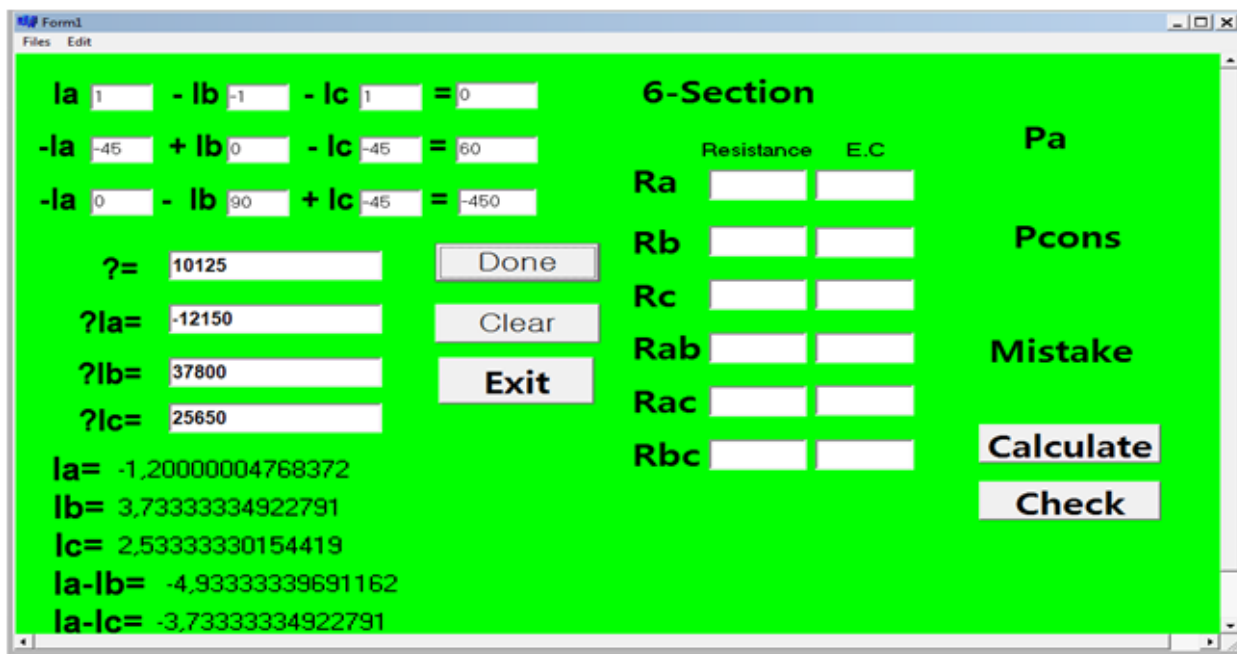 Form1
Files Edit
Ia 1 - Ib -1 - Ic 1 = 0
-Ia -45 + Ib 0 - Ic -45 = 60
-Ia 0 - Ib 90 + Ic -45 = -450
?= 10125
?Ia= -12150
?Ib= 37800
?Ic= 25650
Done
Clear
Exit
Ia= -1,20000004768372
Ib= 3,73333334922791
Ic= 2,53333330154419
Ia-Ib= -4,93333339691162
Ia-Ic= -3,73333334922791
6-Section
Resistance E.C
Ra
Rb
Rc
Rab
Rac
Rbc
Pa
Pcons
Mistake
Calculate
Check